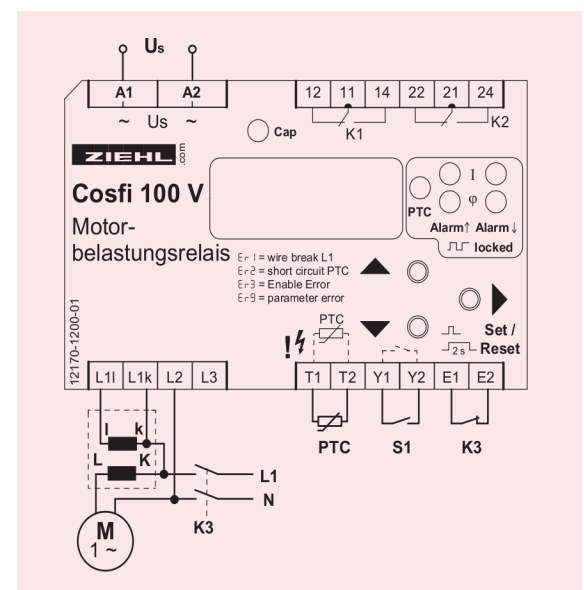 Us
A1 A2 12 11 14 22 21 24
~ Us ~
Cap K1 K2
ZIEHL.com
Cosfi 100 V
Motor-
belastungsrelais
I
φ
PTC
Alarm↑ Alarm↓
locked
Er1 = wire break L1
Er2 = short circuit PTC
Er3 = Enable Error
Er9 = parameter error
12170-1200-01
PTC
!
Set /
2 s Reset
L1l L1k L2 L3 T1 T2 Y1 Y2 E1 E2
l k
L K
PTC S1 K3
L1
N
K3
M
1 ~